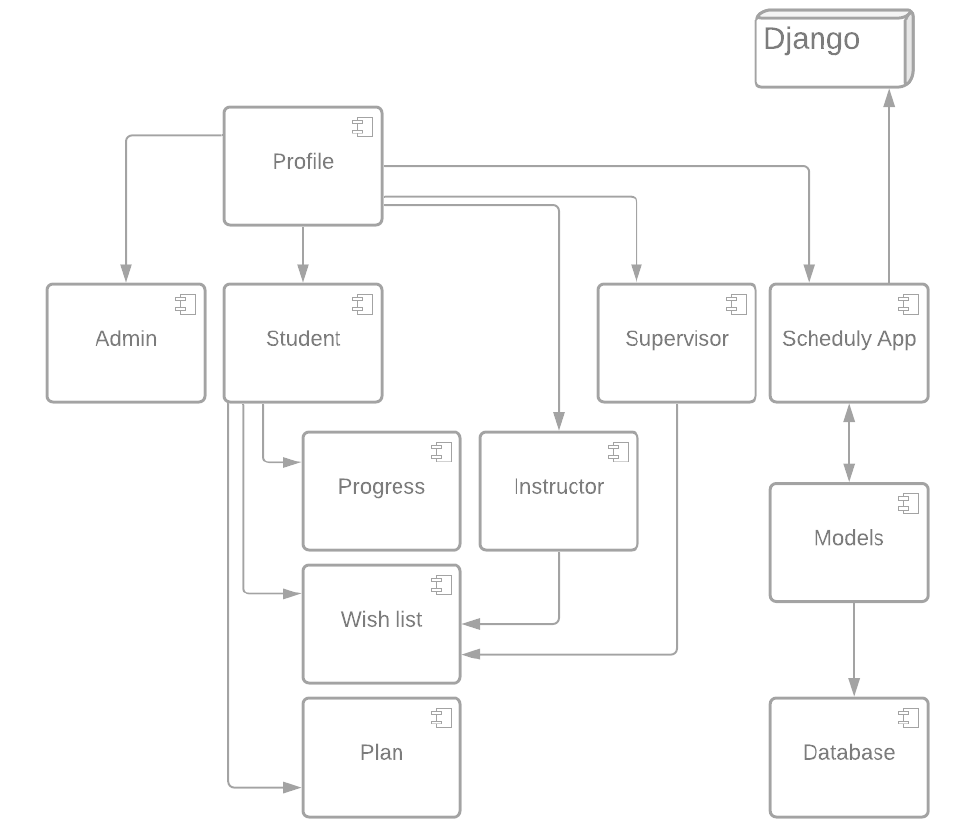 Django
Profile
Admin
Student
Supervisor
Scheduly App
Progress
Instructor
Models
Wish list
Plan
Database